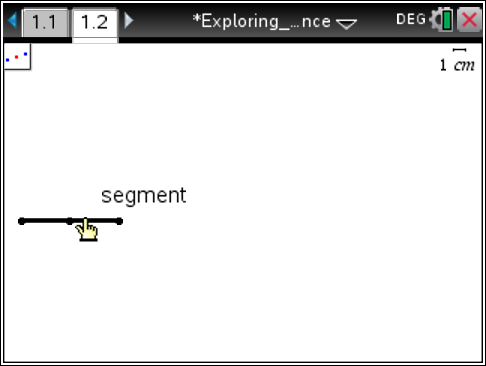 1.1 1.2 *Exploring_...nce DEG
1 cm
segment